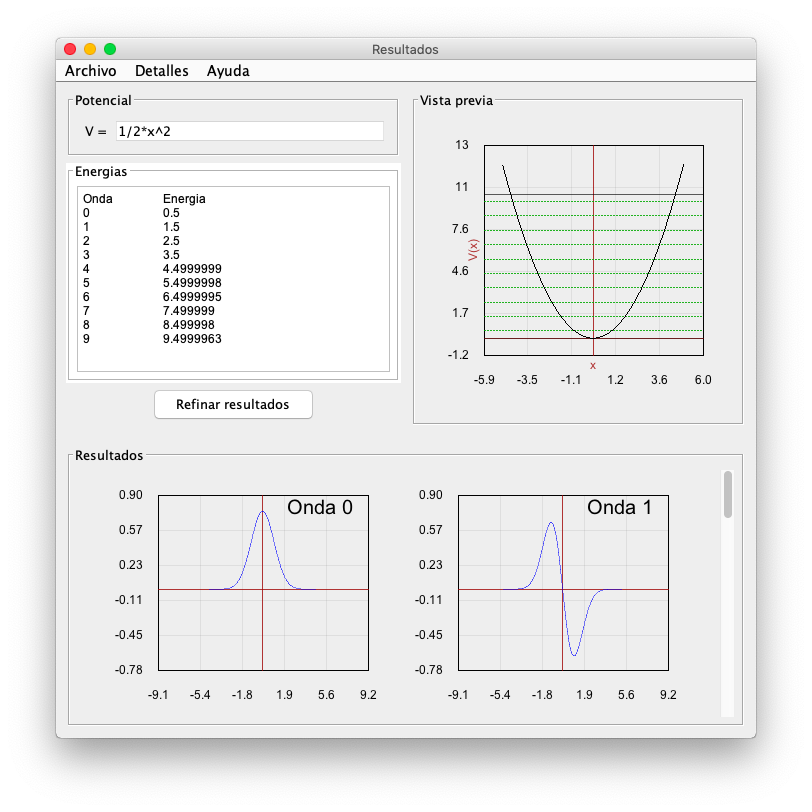 Resultados
Archivo Detalles Ayuda
Potencial
V = 1/2*x^2
Energias
Onda Energia
0 0.5
1 1.5
2 2.5
3 3.5
4 4.4999999
5 5.4999998
6 6.4999995
7 7.499999
8 8.499998
9 9.4999963
Refinar resultados
Vista previa
13
11
7.6
4.6
1.7
-1.2
V(x)
x
-5.9 -3.5 -1.1 1.2 3.6 6.0
Resultados
Onda 0
0.90
0.57
0.23
-0.11
-0.45
-0.78
-9.1 -5.4 -1.8 1.9 5.6 9.2
Onda 1
0.90
0.57
0.23
-0.11
-0.45
-0.78
-9.1 -5.4 -1.8 1.9 5.6 9.2